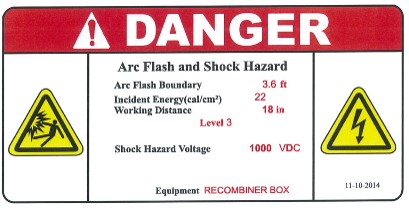 DANGER
Arc Flash and Shock Hazard
Arc Flash Boundary 3.6 ft
Incident Energy(cal/cm²) 22
Working Distance 18 in
Level 3
Shock Hazard Voltage 1000 VDC
Equipment RECOMBINER BOX 11-10-2014